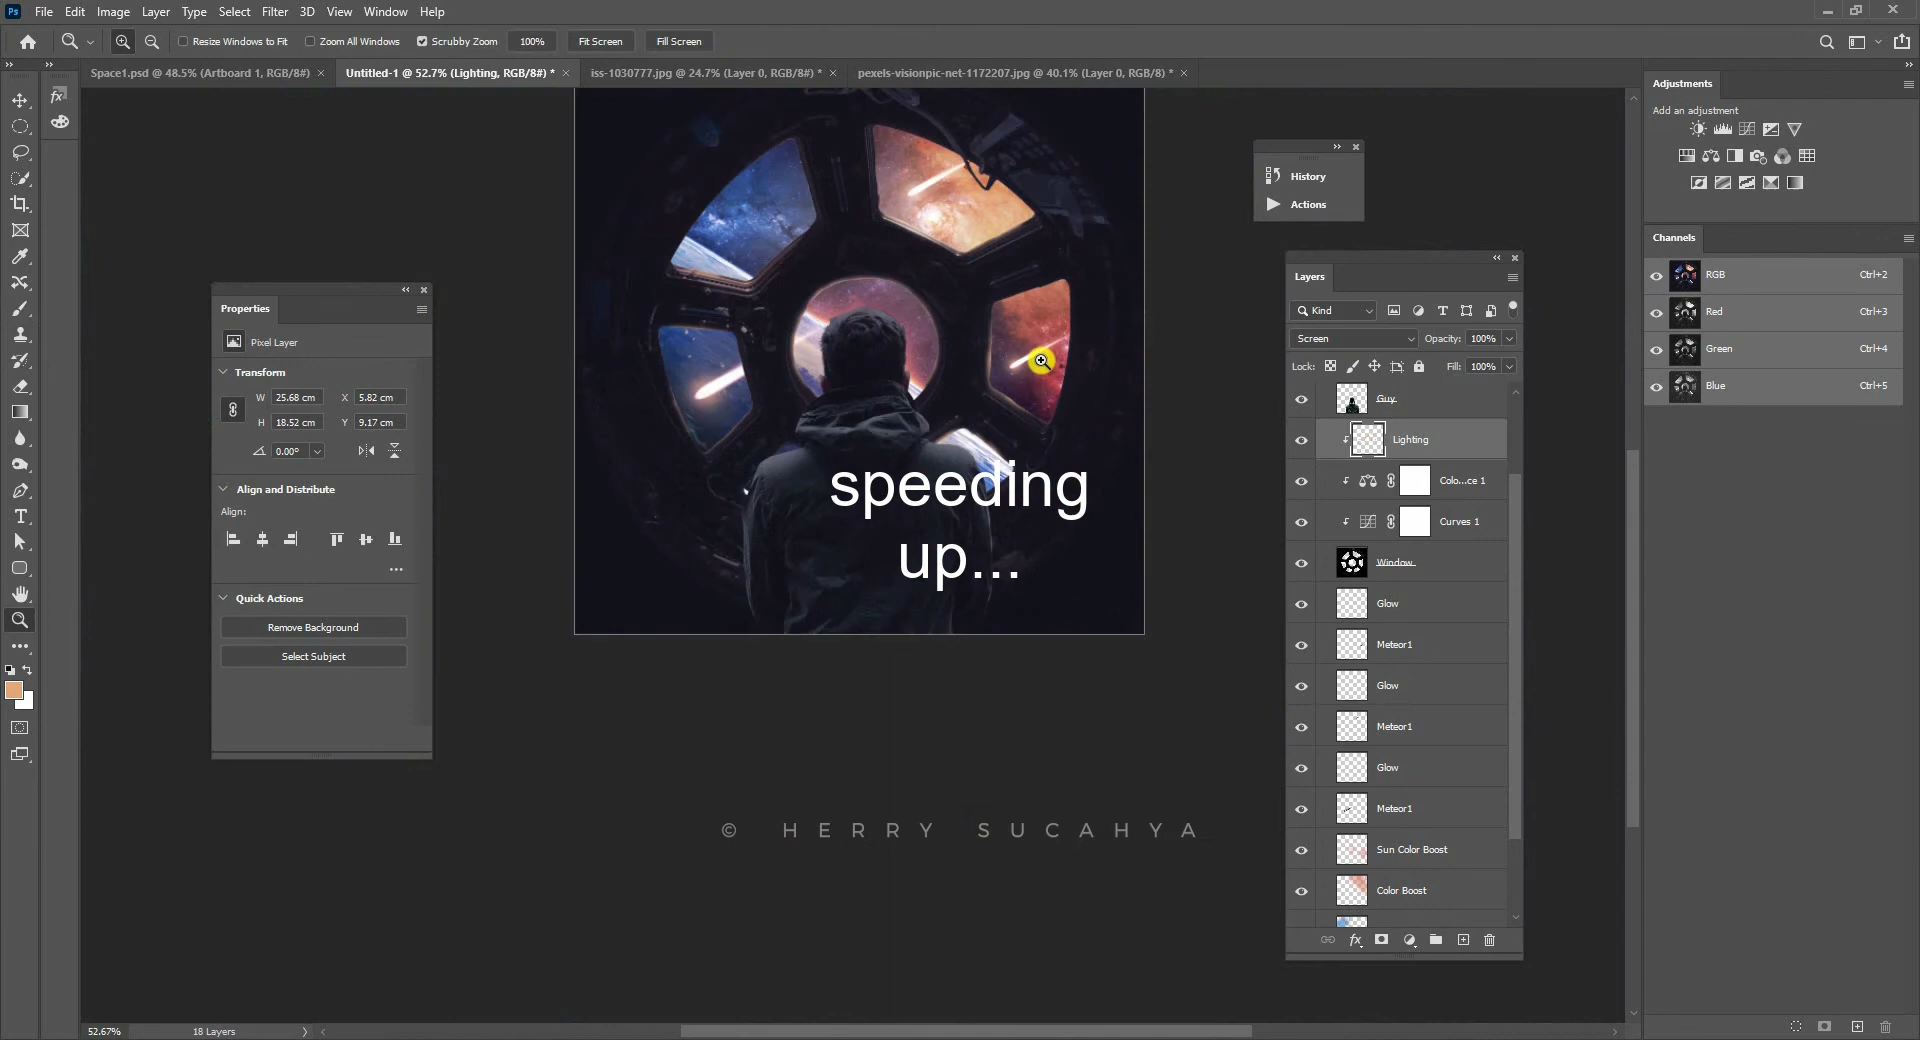 Ps File Edit Image Layer Type Select Filter 3D View Window Help
Resize Windows to Fit Zoom All Windows Scrubby Zoom 100% Fit Screen Fill Screen
Space1.psd @ 48.5% (Artboard 1, RGB/8#) × Untitled-1 @ 52.7% (Lighting, RGB/8#) * × iss-1030777.jpg @ 24.7% (Layer 0, RGB/8#) * × pexels-visionpic-net-1172207.jpg @ 40.1% (Layer 0, RGB/8) * ×
Properties
Pixel Layer
Transform
W 25.68 cm X 5.82 cm
H 18.52 cm Y 9.17 cm
0.00°
Align and Distribute
Align:
Quick Actions
Remove Background
Select Subject
speeding
up...
© HERRY SUCAHYA
History
Actions
Layers
Kind
Screen Opacity: 100%
Lock: Fill: 100%
Guy
Lighting
Colo...ce 1
Curves 1
Window
Glow
Meteor1
Glow
Meteor1
Glow
Meteor1
Sun Color Boost
Color Boost
fx
Adjustments
Add an adjustment
Channels
RGB Ctrl+2
Red Ctrl+3
Green Ctrl+4
Blue Ctrl+5
52.67% 18 Layers